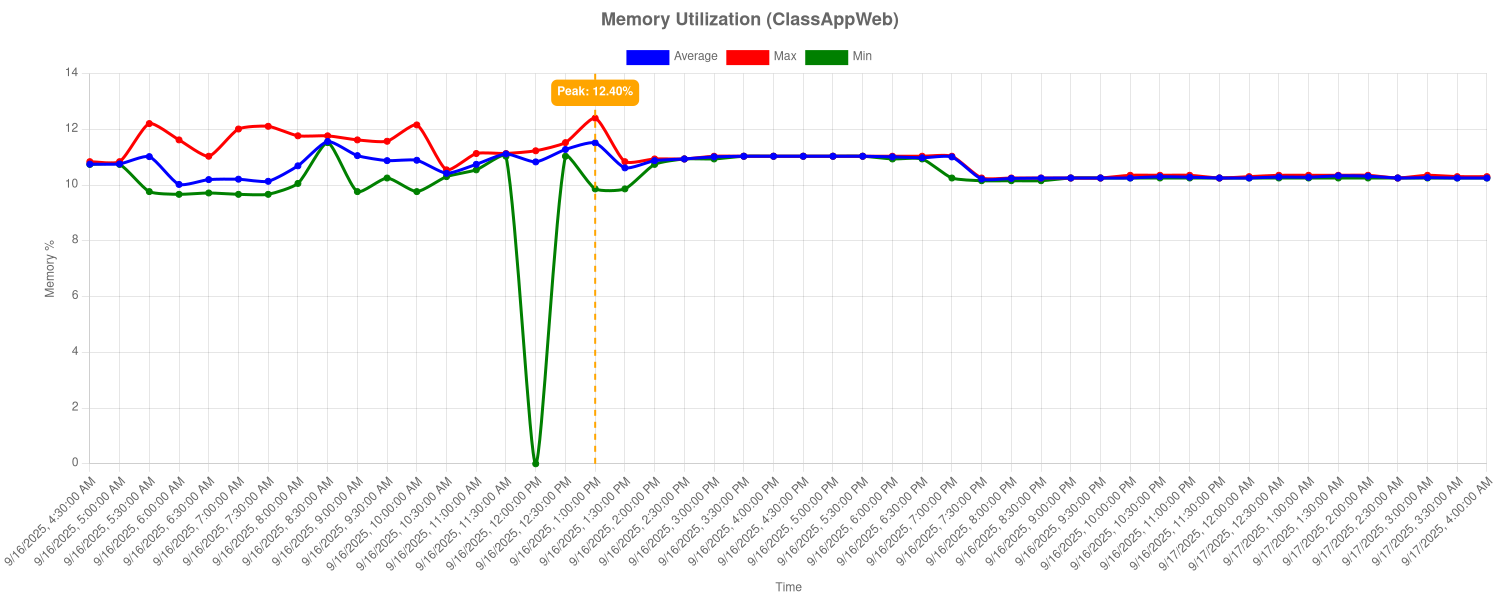 Memory Utilization (ClassAppWeb)
Average Max Min
Peak: 12.40%
14
12
10
8
6
4
2
0
Memory %
9/16/2025, 4:30:00 AM
9/16/2025, 5:00:00 AM
9/16/2025, 5:30:00 AM
9/16/2025, 6:00:00 AM
9/16/2025, 6:30:00 AM
9/16/2025, 7:00:00 AM
9/16/2025, 7:30:00 AM
9/16/2025, 8:00:00 AM
9/16/2025, 8:30:00 AM
9/16/2025, 9:00:00 AM
9/16/2025, 9:30:00 AM
9/16/2025, 10:00:00 AM
9/16/2025, 10:30:00 AM
9/16/2025, 11:00:00 AM
9/16/2025, 11:30:00 AM
9/16/2025, 12:00:00 PM
9/16/2025, 12:30:00 PM
9/16/2025, 1:00:00 PM
9/16/2025, 1:30:00 PM
9/16/2025, 2:00:00 PM
9/16/2025, 2:30:00 PM
9/16/2025, 3:00:00 PM
9/16/2025, 3:30:00 PM
9/16/2025, 4:00:00 PM
9/16/2025, 4:30:00 PM
9/16/2025, 5:00:00 PM
9/16/2025, 5:30:00 PM
9/16/2025, 6:00:00 PM
9/16/2025, 6:30:00 PM
9/16/2025, 7:00:00 PM
9/16/2025, 7:30:00 PM
9/16/2025, 8:00:00 PM
9/16/2025, 8:30:00 PM
9/16/2025, 9:00:00 PM
9/16/2025, 9:30:00 PM
9/16/2025, 10:00:00 PM
9/16/2025, 10:30:00 PM
9/16/2025, 11:00:00 PM
9/16/2025, 11:30:00 PM
9/17/2025, 12:00:00 AM
9/17/2025, 12:30:00 AM
9/17/2025, 1:00:00 AM
9/17/2025, 1:30:00 AM
9/17/2025, 2:00:00 AM
9/17/2025, 2:30:00 AM
9/17/2025, 3:00:00 AM
9/17/2025, 3:30:00 AM
9/17/2025, 4:00:00 AM
Time